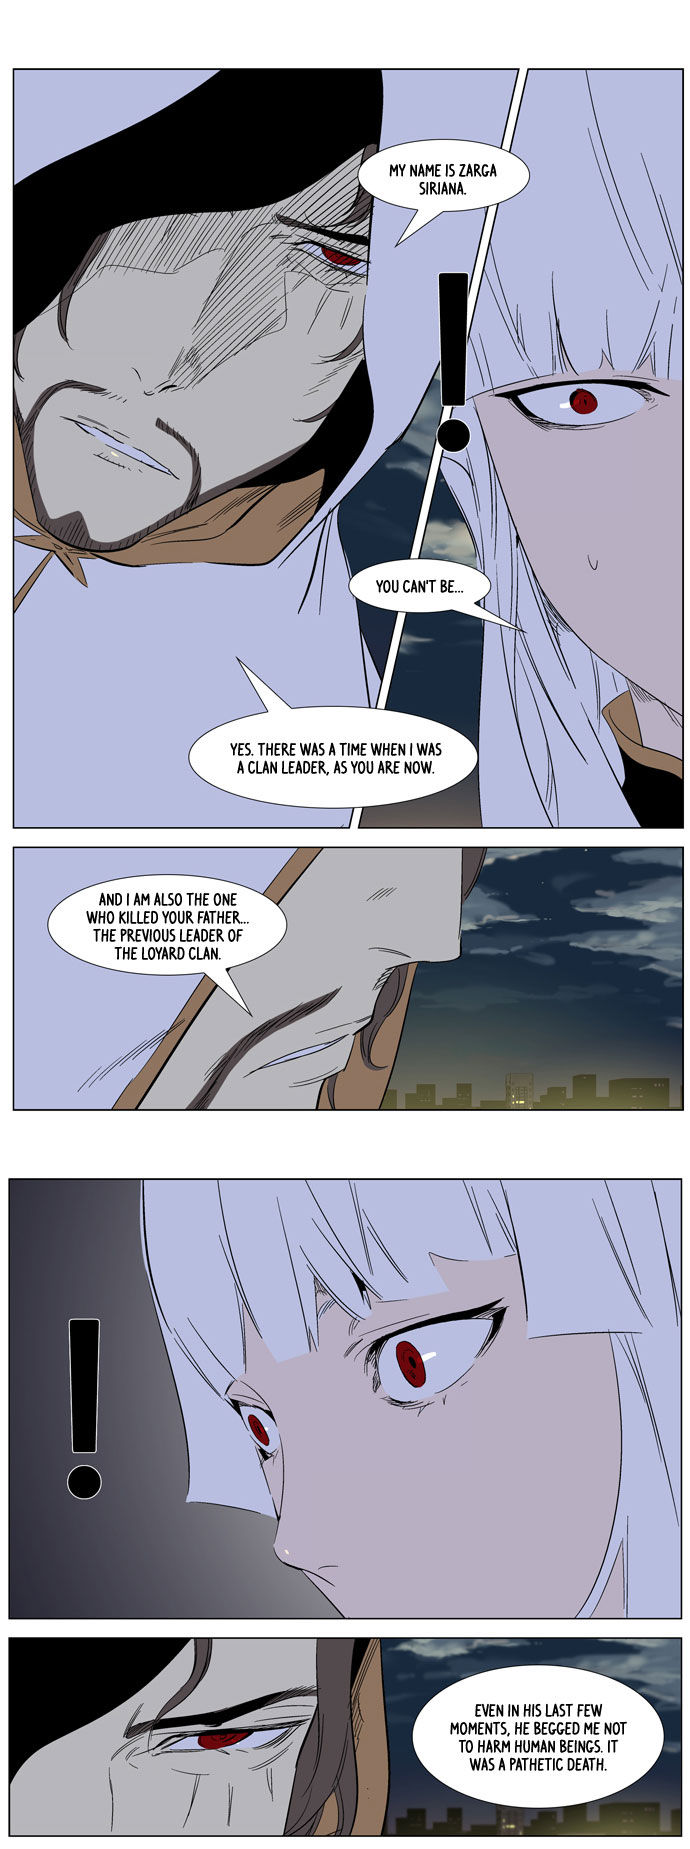 MY NAME IS ZARGA
SIRIANA.
!
YOU CAN'T BE...
YES. THERE WAS A TIME WHEN I WAS
A CLAN LEADER, AS YOU ARE NOW.
AND I AM ALSO THE ONE
WHO KILLED YOUR FATHER...
THE PREVIOUS LEADER OF
THE LOYARD CLAN.
!
EVEN IN HIS LAST FEW
MOMENTS, HE BEGGED ME NOT
TO HARM HUMAN BEINGS. IT
WAS A PATHETIC DEATH.